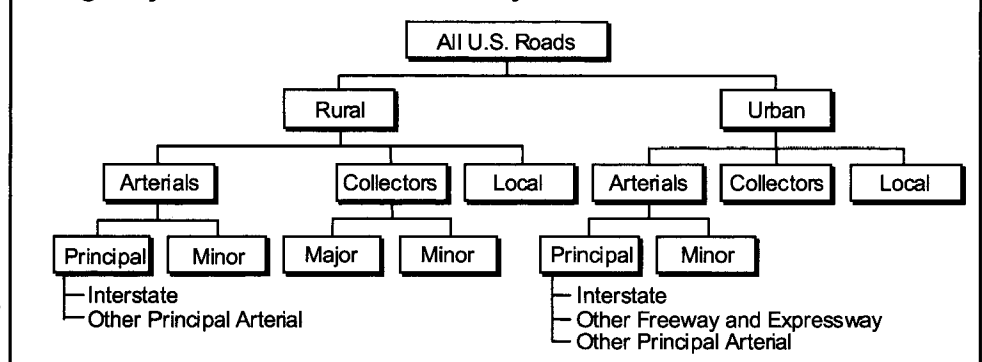 All U.S. Roads
Rural
Urban
Arterials
Collectors
Local
Arterials
Collectors
Local
Principal
Minor
Major
Minor
Principal
Minor
Interstate
Other Principal Arterial
Interstate
Other Freeway and Expressway
Other Principal Arterial